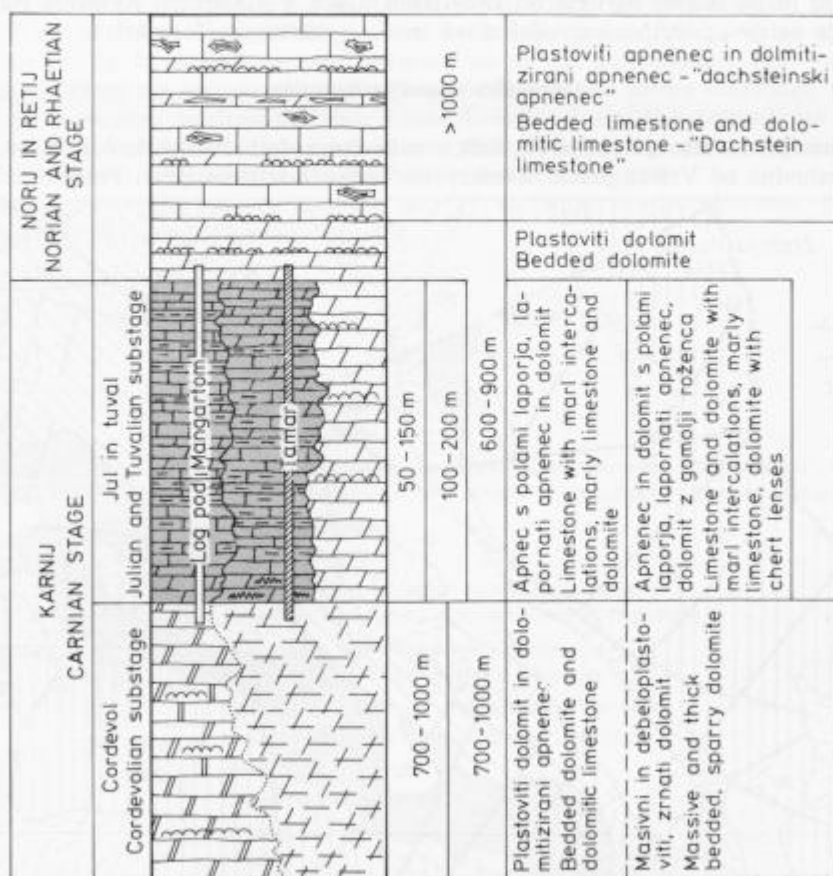 NORIJ IN RETIJ
NORIAN AND RHAETIAN
STAGE
>1000 m
Plastoviti apnenec in dolmiti-
zirani apnenec - "dachsteinski
apnenec"
Bedded limestone and dolo-
mitic limestone - "Dachstein
limestone"
Plastoviti dolomit
Bedded dolomite
KARNIJ
CARNIAN STAGE
Jul in tuval
Julian and Tuvalian substage
Log pod Mangartom
Tamar
50-150 m
100-200 m
600-900 m
Apnec s polami laporja, la-
pornati apnenec in dolomit
Limestone with marl interca-
lations, marly limestone and
dolomite
Apnenec in dolomit s polami
laporja, lapornati apnenec,
dolomit z gomolji roženca
Limestone and dolomite with
marl intercalations, marly
limestone, dolomite with
chert lenses
Cordevol
Cordevolian substage
700-1000 m
700-1000 m
Plastoviti dolomit in dolo-
mitizirani apnenec
Bedded dolomite and
dolomitic limestone
Masivni in debeloplasto-
viti, zrnati dolomit
Massive and thick
bedded, sparry dolomite